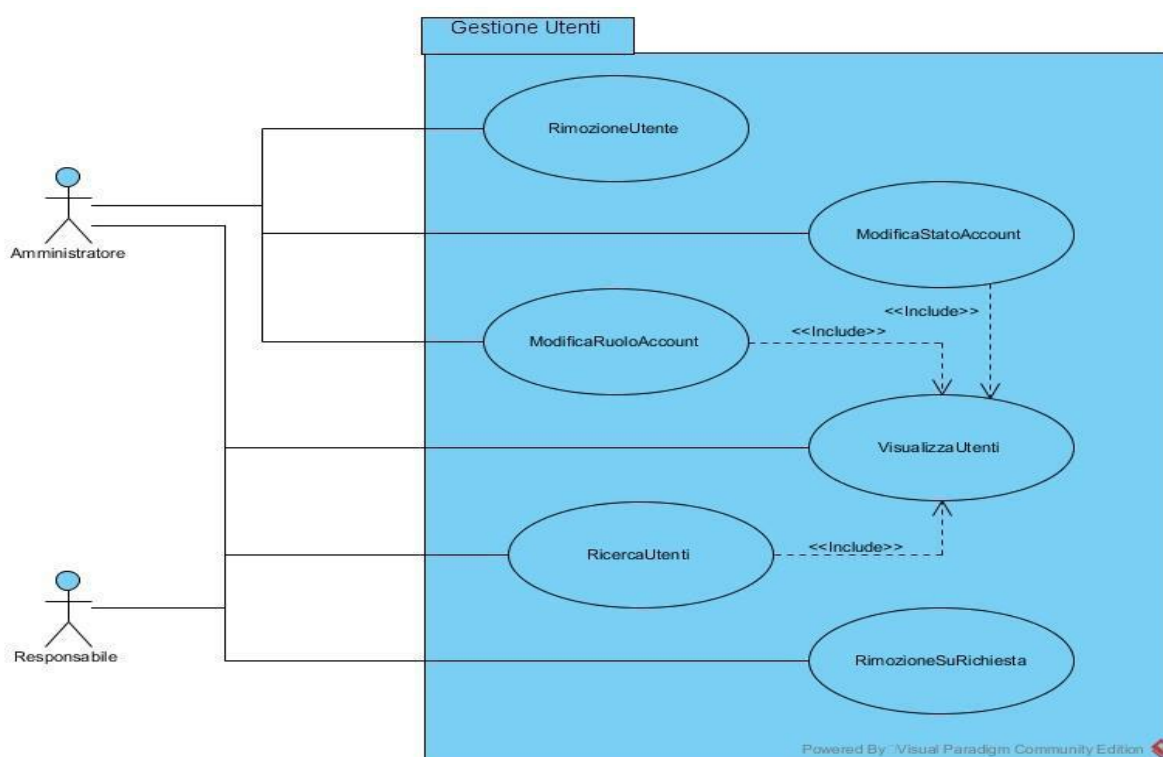 Gestione Utenti
RimozioneUtente
Amministratore
ModificaStatoAccount
<<Include>>
ModificaRuoloAccount
<<Include>>
VisualizzaUtenti
RicercaUtenti
<<Include>>
Responsabile
RimozioneSuRichiesta
Powered By Visual Paradigm Community Edition